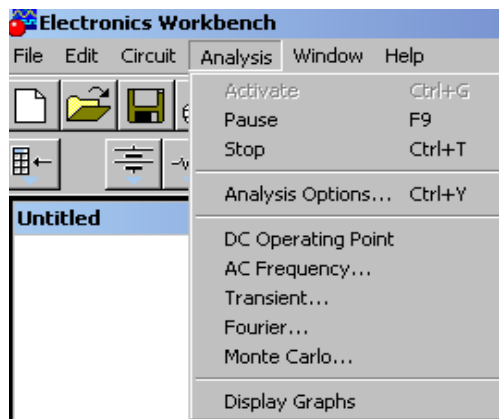 Electronics Workbench
File Edit Circuit Analysis Window Help
Activate Ctrl+G
Pause F9
Stop Ctrl+T
Analysis Options... Ctrl+Y
Untitled
DC Operating Point
AC Frequency...
Transient...
Fourier...
Monte Carlo...
Display Graphs